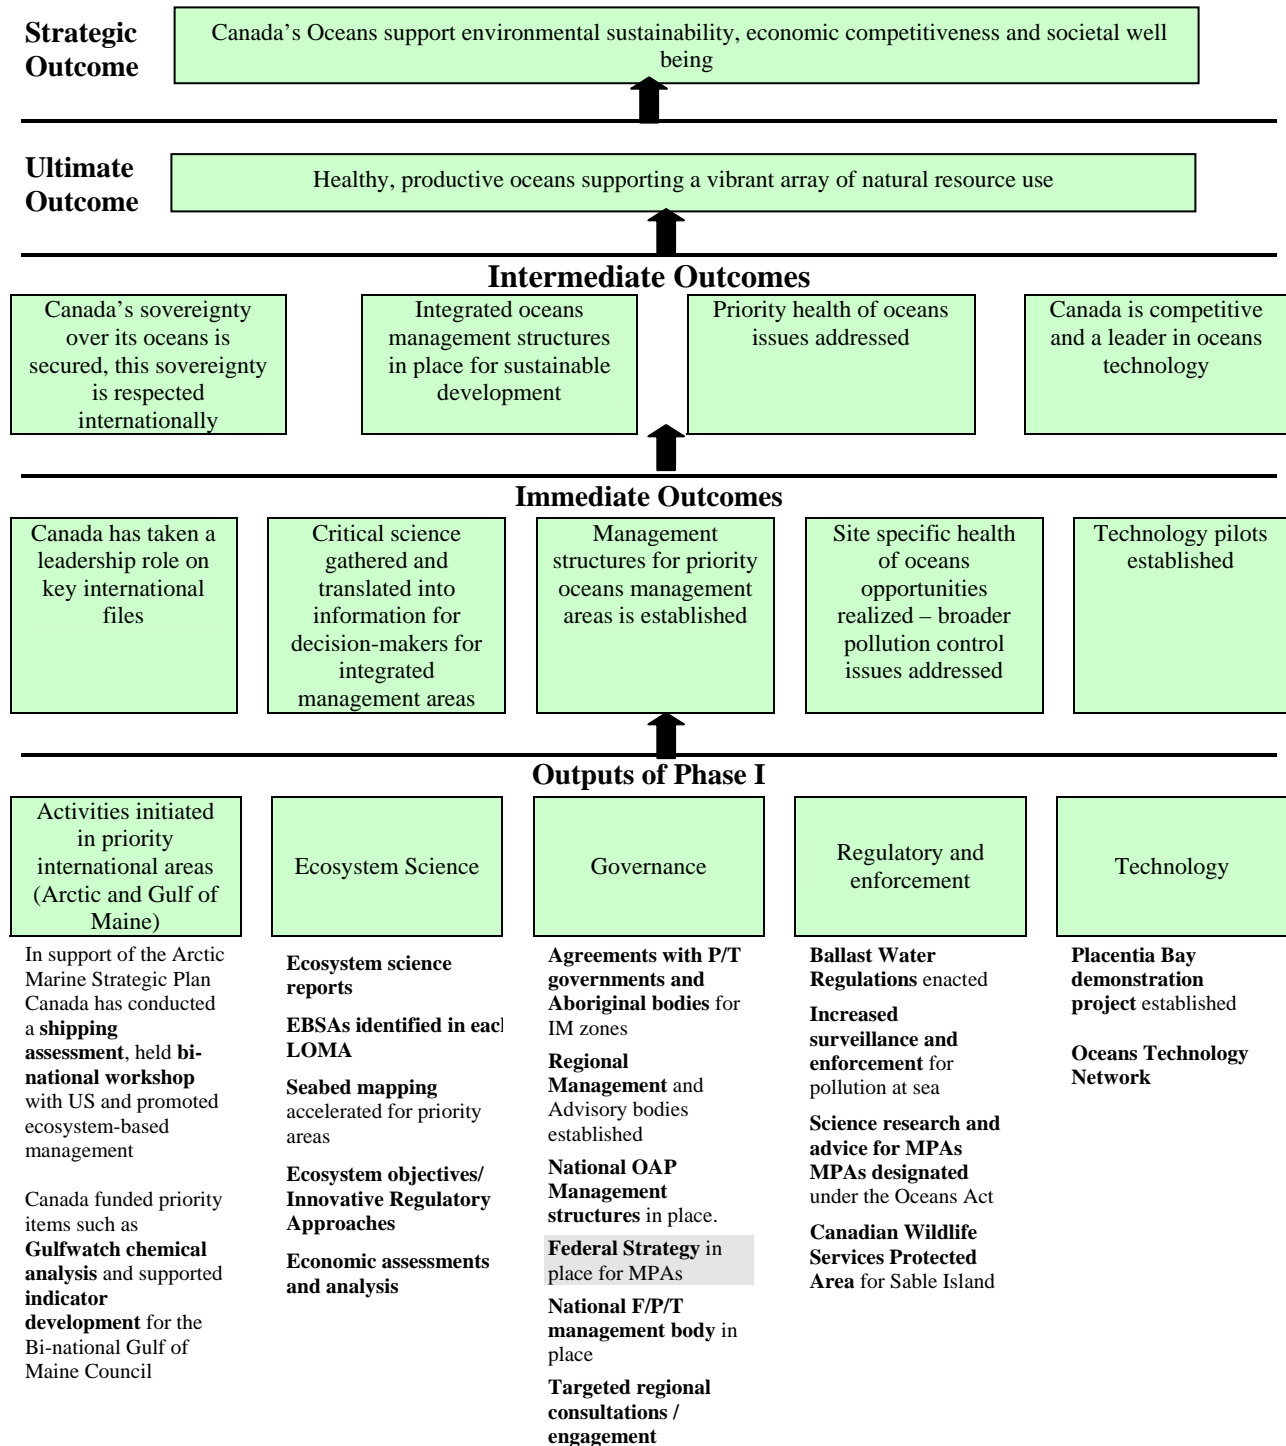 Strategic
Outcome
Canada's Oceans support environmental sustainability, economic competitiveness and societal well
being
Ultimate
Outcome
Healthy, productive oceans supporting a vibrant array of natural resource use
Intermediate Outcomes
Canada's sovereignty
over its oceans is
secured, this sovereignty
is respected
internationally
Integrated oceans
management structures
in place for sustainable
development
Priority health of oceans
issues addressed
Canada is competitive
and a leader in oceans
technology
Immediate Outcomes
Canada has taken a
leadership role on
key international
files
Critical science
gathered and
translated into
information for
decision-makers for
integrated
management areas
Management
structures for priority
oceans management
areas is established
Site specific health
of oceans
opportunities
realized – broader
pollution control
issues addressed
Technology pilots
established
Outputs of Phase I
Activities initiated
in priority
international areas
(Arctic and Gulf of
Maine)
Ecosystem Science
Governance
Regulatory and
enforcement
Technology
In support of the Arctic
Marine Strategic Plan
Canada has conducted
a shipping
assessment, held bi-
national workshop
with US and promoted
ecosystem-based
management
Canada funded priority
items such as
Gulfwatch chemical
analysis and supported
indicator
development for the
Bi-national Gulf of
Maine Council
Ecosystem science
reports
EBSAs identified in each
LOMA
Seabed mapping
accelerated for priority
areas
Ecosystem objectives/
Innovative Regulatory
Approaches
Economic assessments
and analysis
Agreements with P/T
governments and
Aboriginal bodies for
IM zones
Regional
Management and
Advisory bodies
established
National OAP
Management
structures in place.
Federal Strategy in
place for MPAs
National F/P/T
management body in
place
Targeted regional
consultations /
engagement
Ballast Water
Regulations enacted
Increased
surveillance and
enforcement for
pollution at sea
Science research and
advice for MPAs
MPAs designated
under the Oceans Act
Canadian Wildlife
Services Protected
Area for Sable Island
Placentia Bay
demonstration
project established
Oceans Technology
Network